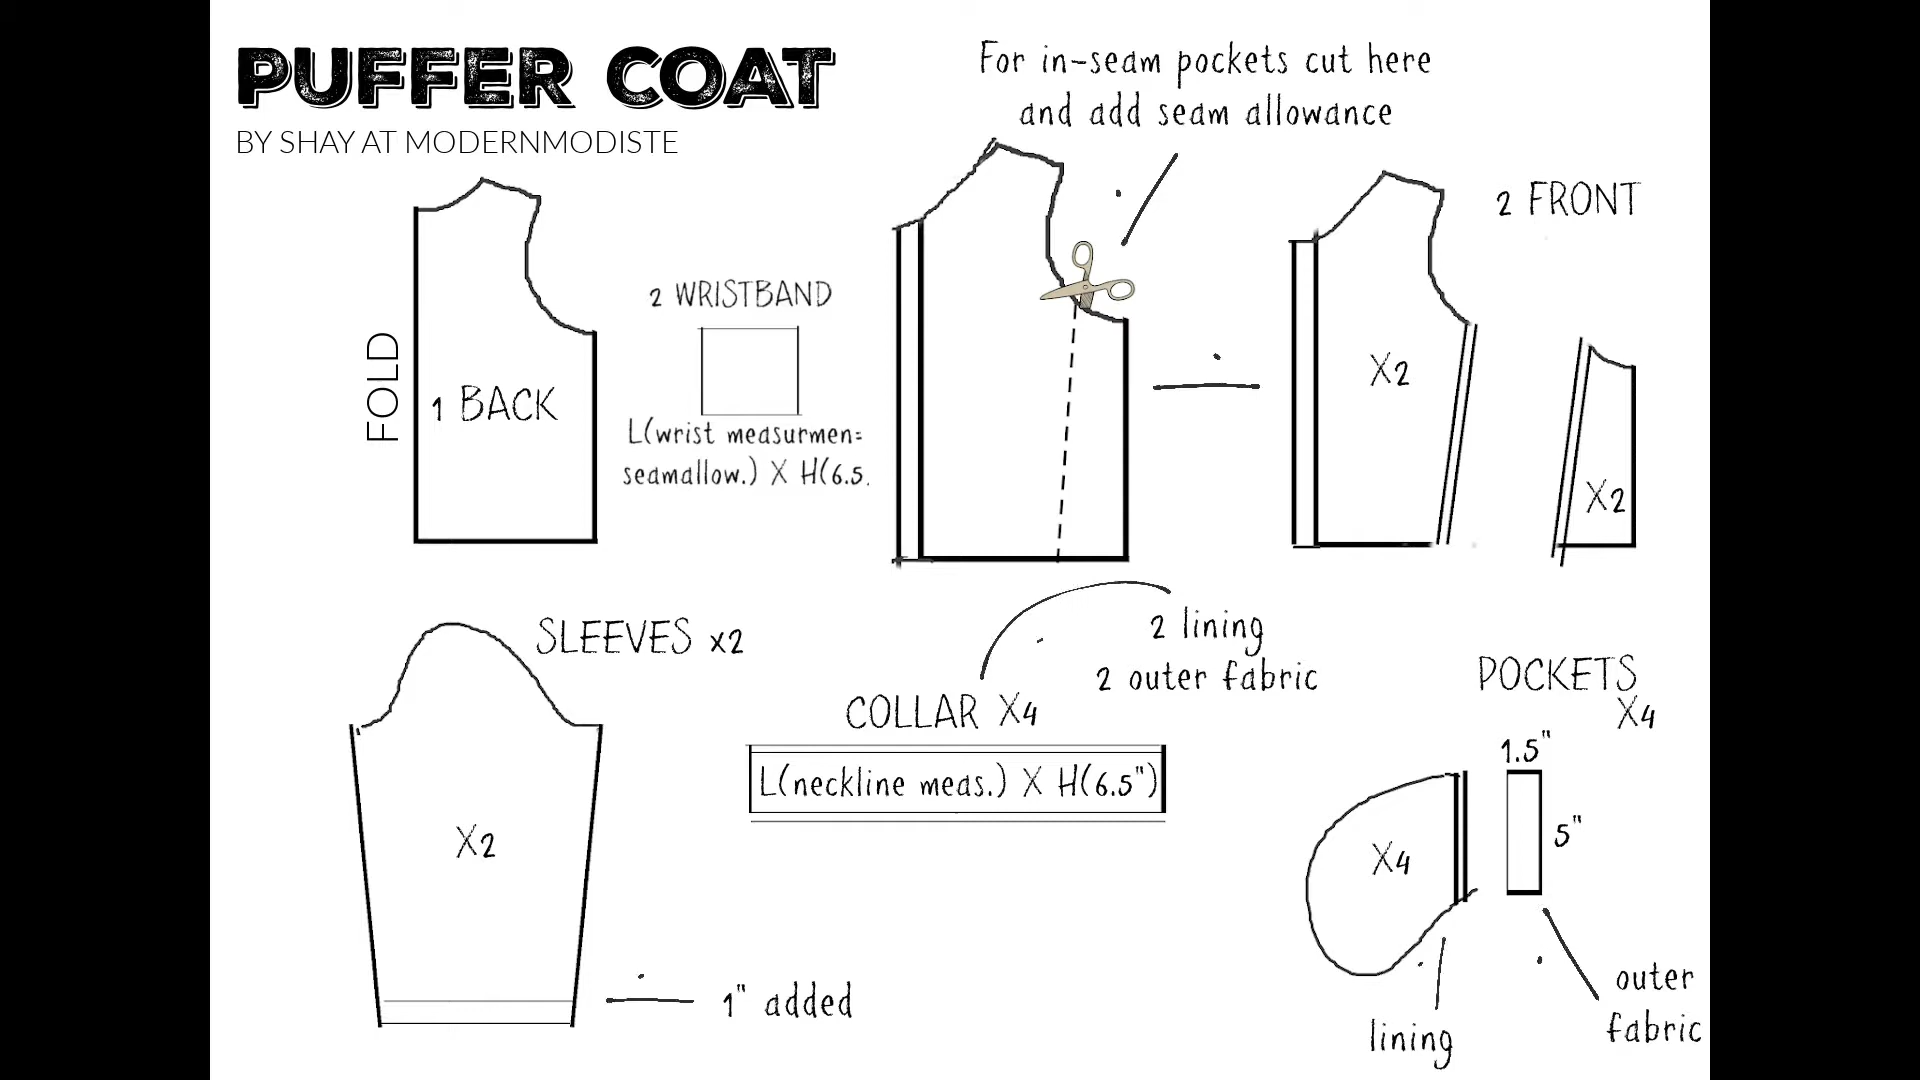 PUFFER COAT
BY SHAY AT MODERNMODISTE
For in-seam pockets cut here
and add seam allowance
2 FRONT
FOLD
1 BACK
2 WRISTBAND
L(wrist measurmen=
seamallow.) X H(6.5.
X2
X2
SLEEVES x2
X2
1" added
2 lining
2 outer fabric
COLLAR X4
L(neckline meas.) X H(6.5")
POCKETS
X4
1.5"
5"
X4
lining
outer
fabric